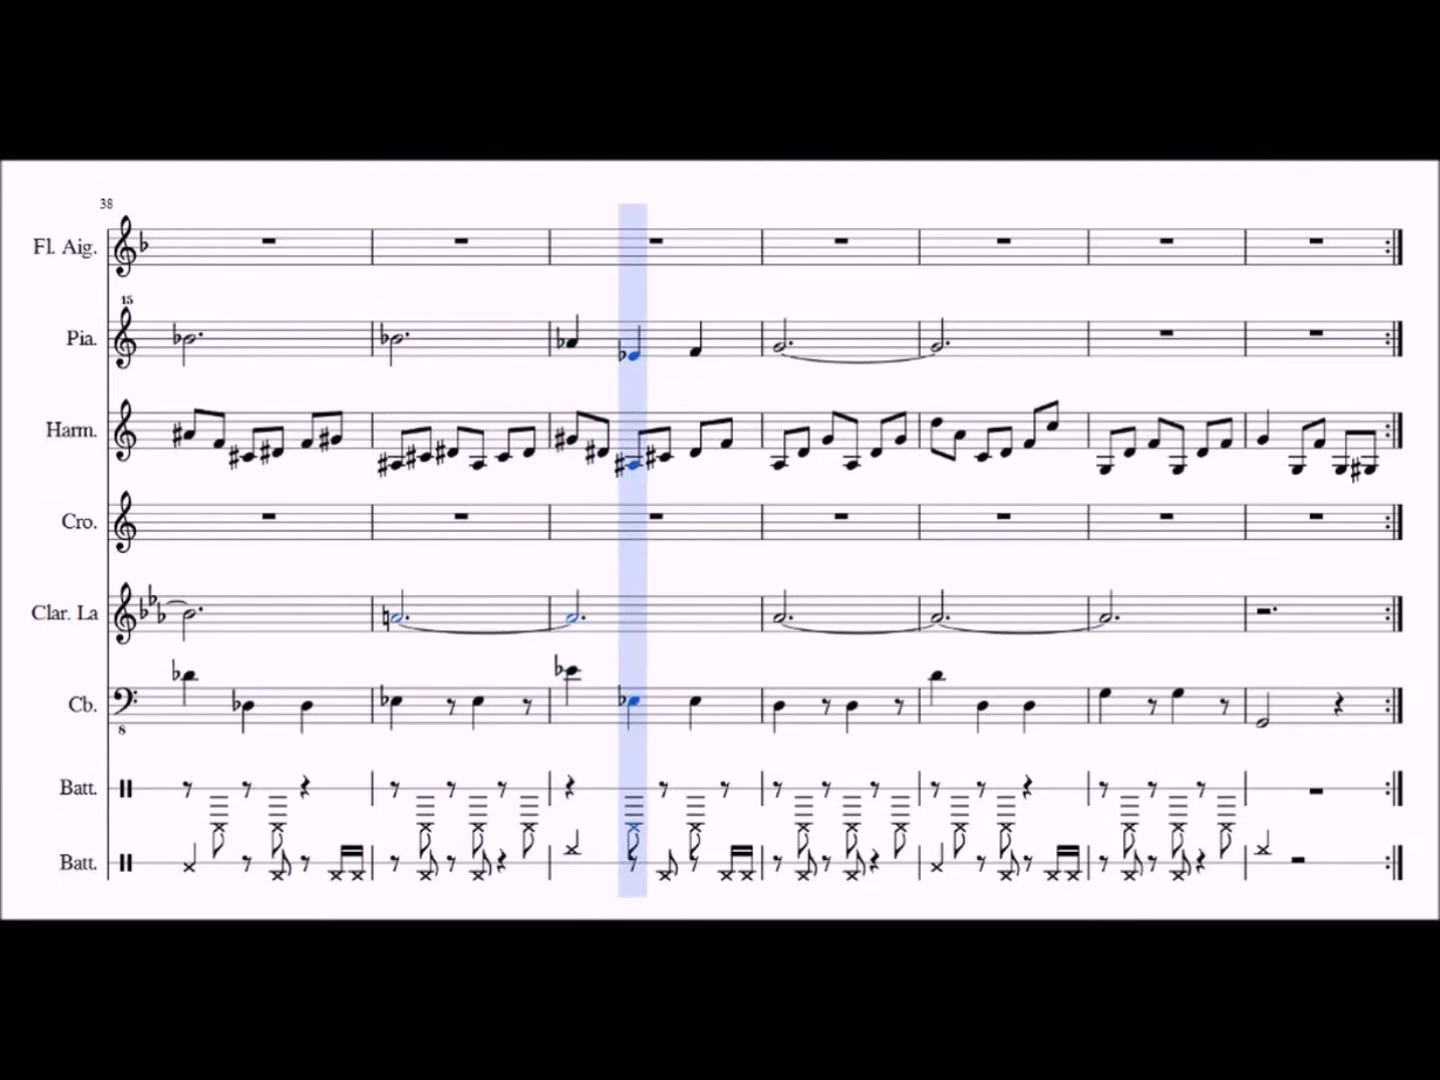 38
Fl. Aig.
15
Pia.
Harm.
Cro.
Clar. La
Cb.
8
Batt.
Batt.